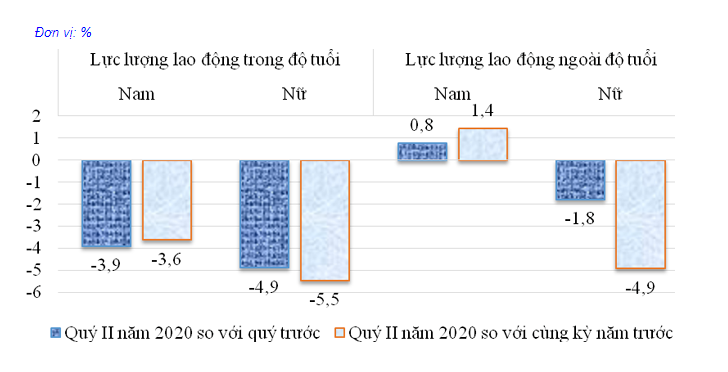 Đơn vị: %
Lực lượng lao động trong độ tuổi Lực lượng lao động ngoài độ tuổi
Nam Nữ Nam Nữ
2
1
0
-1
-2
-3
-4
-5
-6
-3,9 -3,6 -4,9 -5,5 0,8 1,4 -1,8 -4,9
Quý II năm 2020 so với quý trước Quý II năm 2020 so với cùng kỳ năm trước